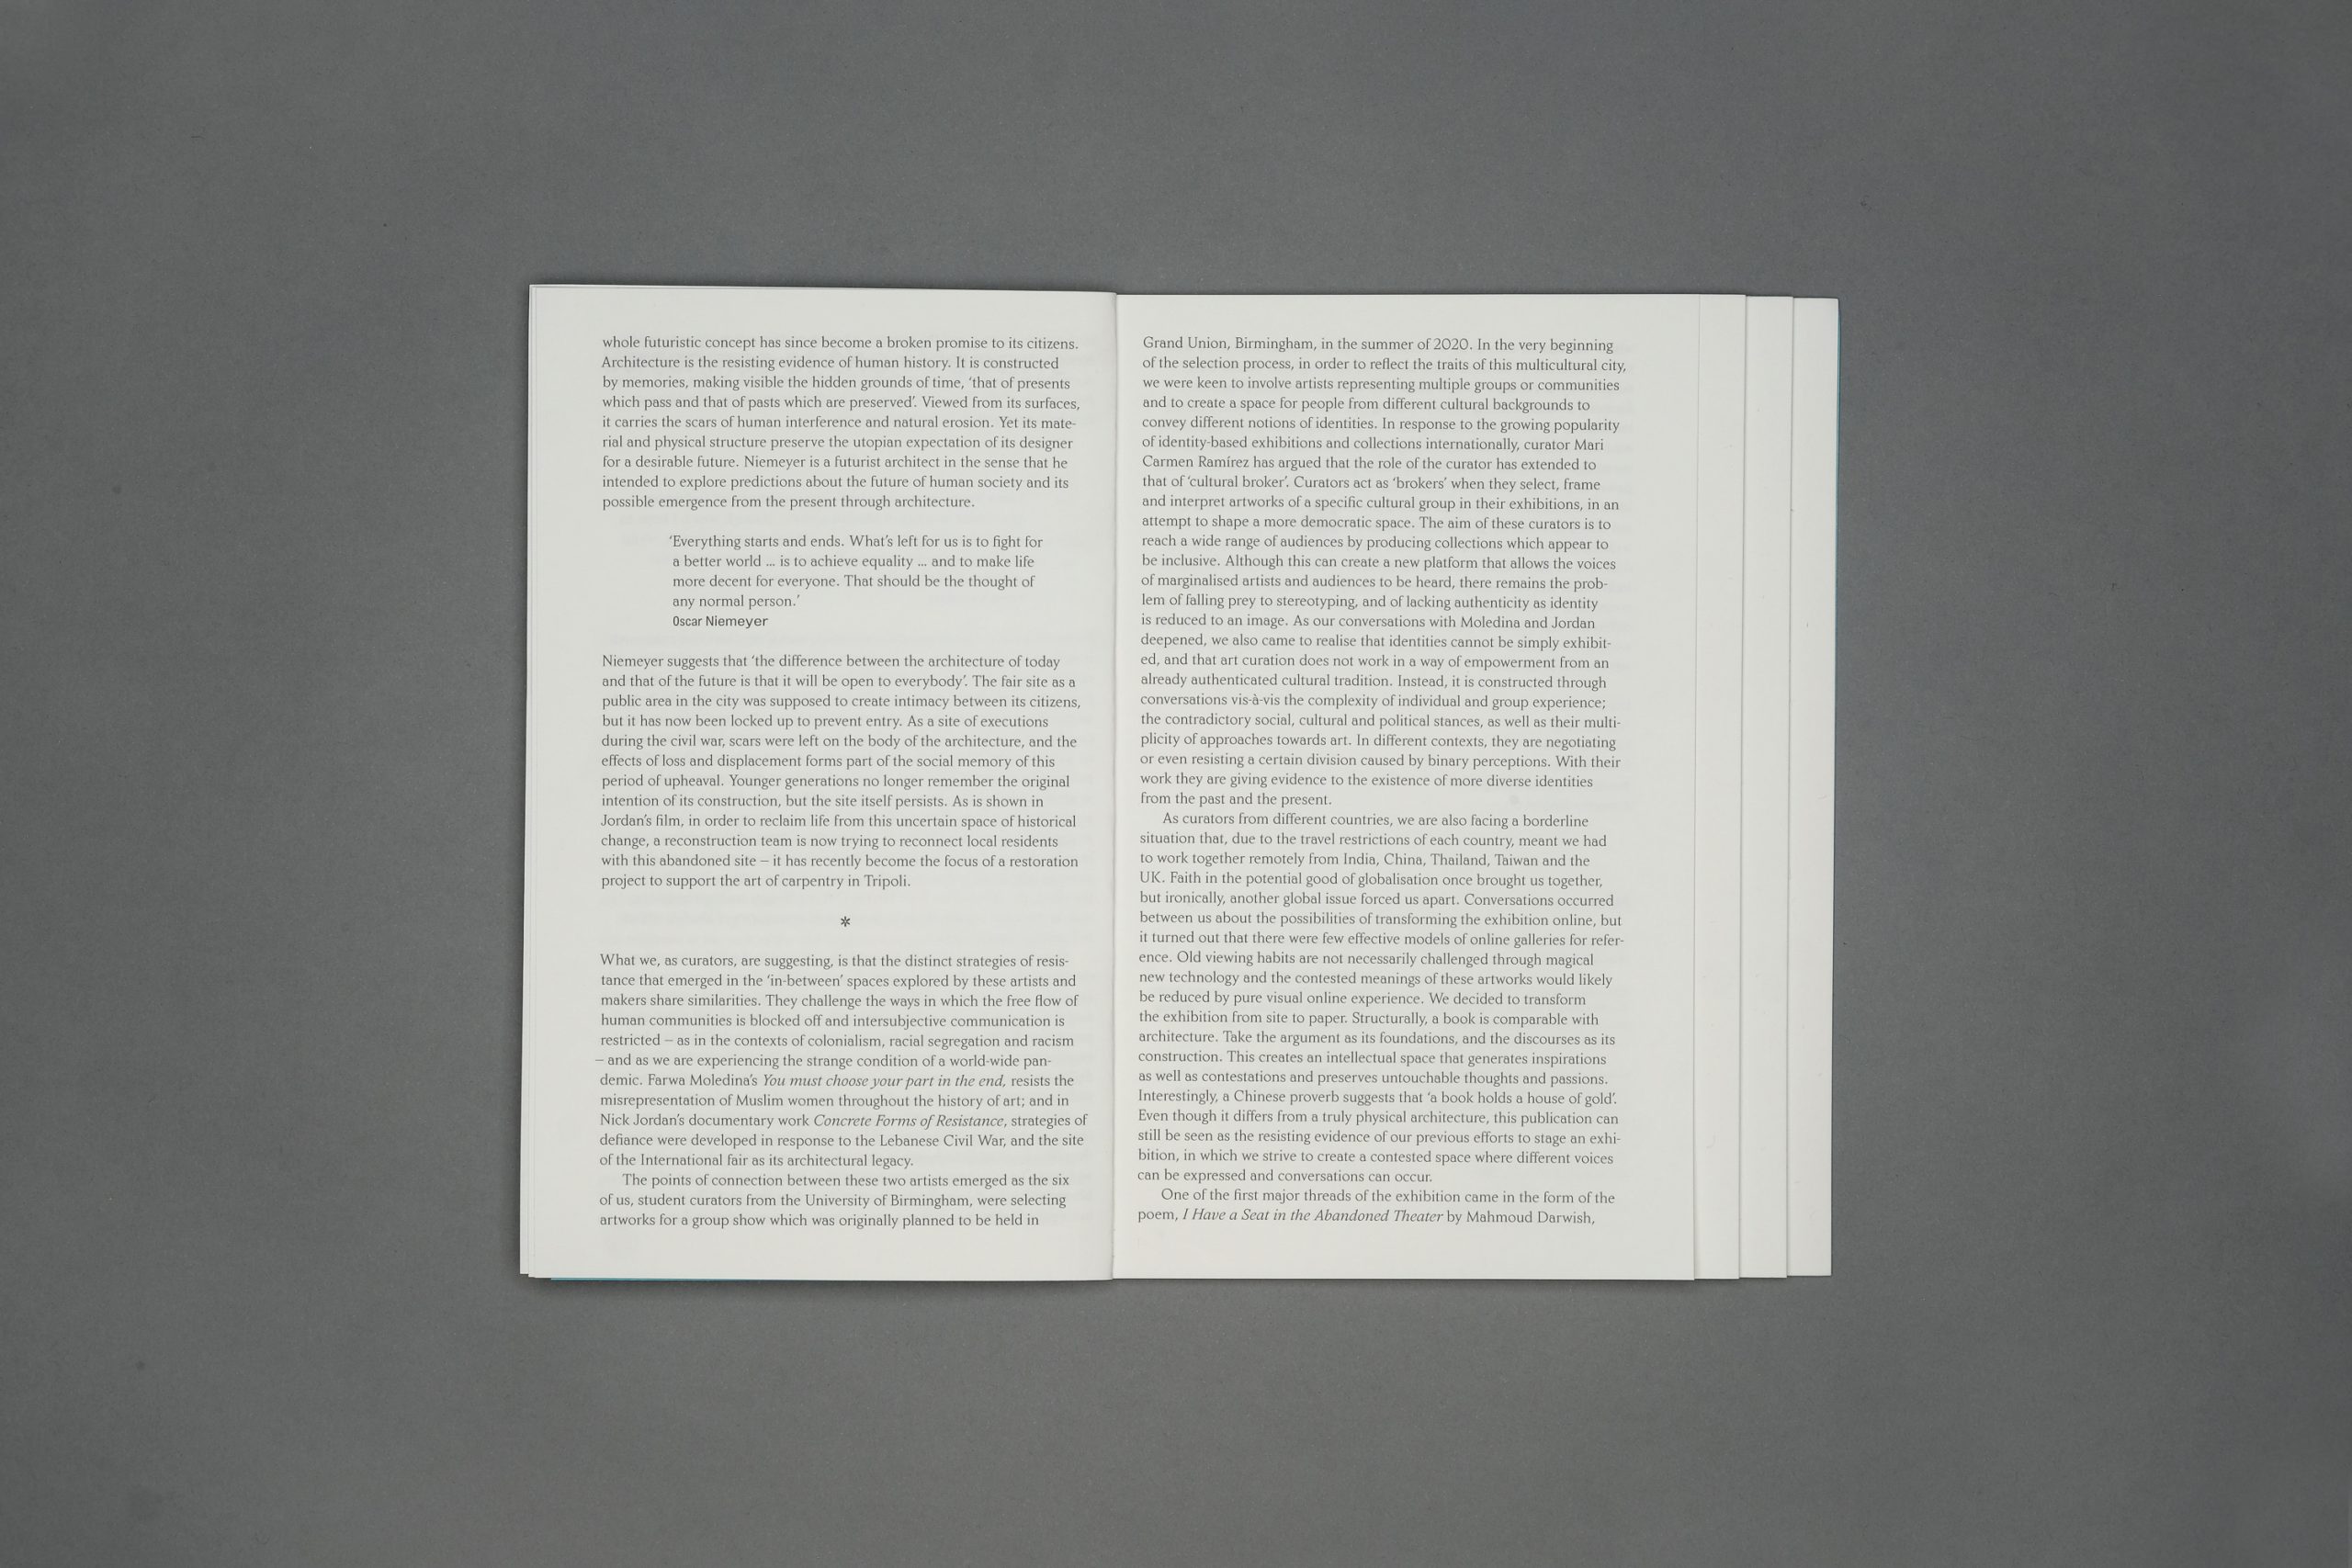 whole futuristic concept has since become a broken promise to its citizens.
Architecture is the resisting evidence of human history. It is constructed
by memories, making visible the hidden grounds of time, ‘that of presents
which pass and that of pasts which are preserved’. Viewed from its surfaces,
it carries the scars of human interference and natural erosion. Yet its mate-
rial and physical structure preserve the utopian expectation of its designer
for a desirable future. Niemeyer is a futurist architect in the sense that he
intended to explore predictions about the future of human society and its
possible emergence from the present through architecture.
‘Everything starts and ends. What’s left for us is to fight for
a better world ... is to achieve equality ... and to make life
more decent for everyone. That should be the thought of
any normal person.’
Oscar Niemeyer
Niemeyer suggests that ‘the difference between the architecture of today
and that of the future is that it will be open to everybody’. The fair site as a
public area in the city was supposed to create intimacy between its citizens,
but it has now been locked up to prevent entry. As a site of executions
during the civil war, scars were left on the body of the architecture, and the
effects of loss and displacement forms part of the social memory of this
period of upheaval. Younger generations no longer remember the original
intention of its construction, but the site itself persists. As is shown in
Jordan’s film, in order to reclaim life from this uncertain space of historical
change, a reconstruction team is now trying to reconnect local residents
with this abandoned site – it has recently become the focus of a restoration
project to support the art of carpentry in Tripoli.
*
What we, as curators, are suggesting, is that the distinct strategies of resis-
tance that emerged in the ‘in-between’ spaces explored by these artists and
makers share similarities. They challenge the ways in which the free flow of
human communities is blocked off and intersubjective communication is
restricted – as in the contexts of colonialism, racial segregation and racism
– and as we are experiencing the strange condition of a world-wide pan-
demic. Farwa Moledina’s You must choose your part in the end, resists the
misrepresentation of Muslim women throughout the history of art; and in
Nick Jordan’s documentary work Concrete Forms of Resistance, strategies of
defiance were developed in response to the Lebanese Civil War, and the site
of the International fair as its architectural legacy.
The points of connection between these two artists emerged as the six
of us, student curators from the University of Birmingham, were selecting
artworks for a group show which was originally planned to be held in
Grand Union, Birmingham, in the summer of 2020. In the very beginning
of the selection process, in order to reflect the traits of this multicultural city,
we were keen to involve artists representing multiple groups or communities
and to create a space for people from different cultural backgrounds to
convey different notions of identities. In response to the growing popularity
of identity-based exhibitions and collections internationally, curator Mari
Carmen Ramírez has argued that the role of the curator has extended to
that of ‘cultural broker’. Curators act as ‘brokers’ when they select, frame
and interpret artworks of a specific cultural group in their exhibitions, in an
attempt to shape a more democratic space. The aim of these curators is to
reach a wide range of audiences by producing collections which appear to
be inclusive. Although this can create a new platform that allows the voices
of marginalised artists and audiences to be heard, there remains the prob-
lem of falling prey to stereotyping, and of lacking authenticity as identity
is reduced to an image. As our conversations with Moledina and Jordan
deepened, we also came to realise that identities cannot be simply exhibit-
ed, and that art curation does not work in a way of empowerment from an
already authenticated cultural tradition. Instead, it is constructed through
conversations vis-à-vis the complexity of individual and group experience;
the contradictory social, cultural and political stances, as well as their multi-
plicity of approaches towards art. In different contexts, they are negotiating
or even resisting a certain division caused by binary perceptions. With their
work they are giving evidence to the existence of more diverse identities
from the past and the present.
As curators from different countries, we are also facing a borderline
situation that, due to the travel restrictions of each country, meant we had
to work together remotely from India, China, Thailand, Taiwan and the
UK. Faith in the potential good of globalisation once brought us together,
but ironically, another global issue forced us apart. Conversations occurred
between us about the possibilities of transforming the exhibition online, but
it turned out that there were few effective models of online galleries for refer-
ence. Old viewing habits are not necessarily challenged through magical
new technology and the contested meanings of these artworks would likely
be reduced by pure visual online experience. We decided to transform
the exhibition from site to paper. Structurally, a book is comparable with
architecture. Take the argument as its foundations, and the discourses as its
construction. This creates an intellectual space that generates inspirations
as well as contestations and preserves untouchable thoughts and passions.
Interestingly, a Chinese proverb suggests that ‘a book holds a house of gold’.
Even though it differs from a truly physical architecture, this publication can
still be seen as the resisting evidence of our previous efforts to stage an exhi-
bition, in which we strive to create a contested space where different voices
can be expressed and conversations can occur.
One of the first major threads of the exhibition came in the form of the
poem, I Have a Seat in the Abandoned Theater by Mahmoud Darwish,